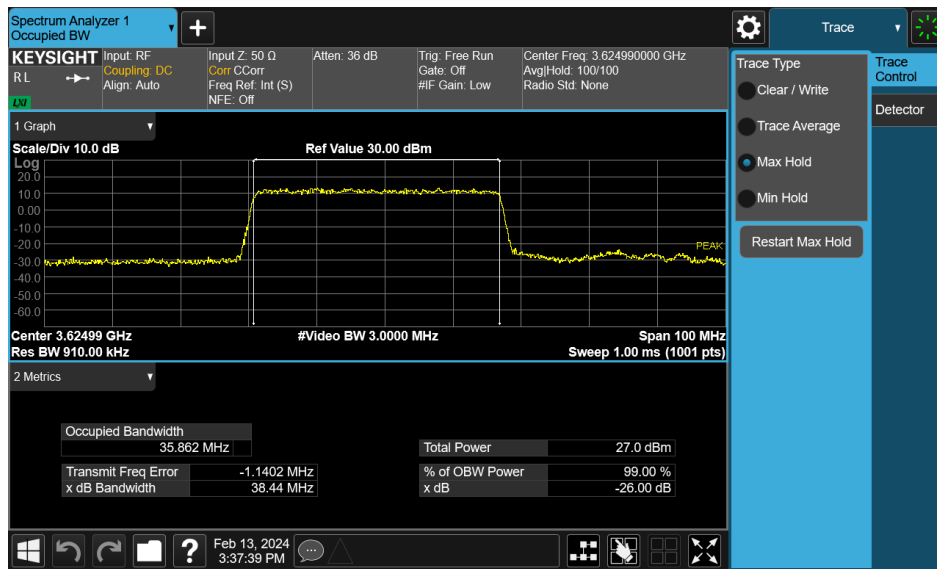 Spectrum Analyzer 1
Occupied BW
+
Trace
KEYSIGHT
Input: RF
Input Z: 50 Ω
Atten: 36 dB
Trig: Free Run
Center Freq: 3.624990000 GHz
R L
Coupling: DC
Corr CCorr
Gate: Off
Avg|Hold: 100/100
Align: Auto
Freq Ref: Int (S)
#IF Gain: Low
Radio Std: None
LXI
NFE: Off
Trace Type
Clear / Write
Trace Average
Max Hold
Min Hold
Restart Max Hold
Trace
Control
Detector
1 Graph
Scale/Div 10.0 dB
Ref Value 30.00 dBm
Log
20.0
10.0
0.00
-10.0
-20.0
-30.0
-40.0
-50.0
-60.0
PEAK
Center 3.62499 GHz
#Video BW 3.0000 MHz
Span 100 MHz
Res BW 910.00 kHz
Sweep 1.00 ms (1001 pts)
2 Metrics
Occupied Bandwidth
35.862 MHz
Total Power
27.0 dBm
Transmit Freq Error
-1.1402 MHz
% of OBW Power
99.00 %
x dB Bandwidth
38.44 MHz
x dB
-26.00 dB
?
Feb 13, 2024
3:37:39 PM